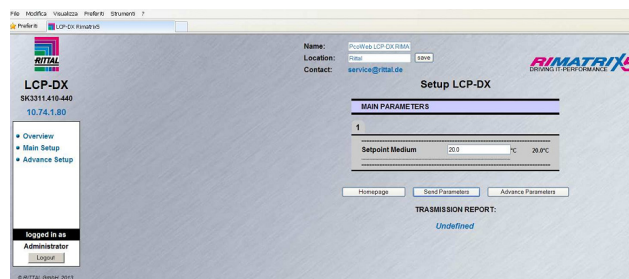 File Modifica Visualizza Preferiti Strumenti ?
Preferiti LCP-DX Rimatrix5
RITTAL
LCP-DX
SK3311.410-440
10.74.1.80
Overview
Main Setup
Advance Setup
logged in as
Administrator
Logout
© RITTAL GmbH, 2013
Name: PcoWeb LCP DX RIMA
Location: Rittal save
Contact: service@rittal.de
RIMATRIX5
DRIVING IT-PERFORMANCE
Setup LCP-DX
MAIN PARAMETERS
1
Setpoint Medium 20.0 °C 20.0°C
Homepage Send Parameters Advance Parameters
TRASMISSION REPORT:
Undefined